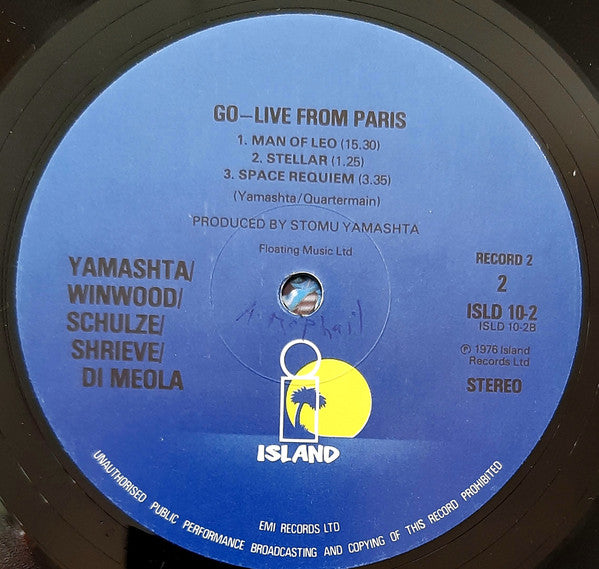 GO–LIVE FROM PARIS
1. MAN OF LEO (15.30)
2. STELLAR (1.25)
3. SPACE REQUIEM (3.35)
(Yamashta/Quartermain)
PRODUCED BY STOMU YAMASHTA
Floating Music Ltd
YAMASHTA/
WINWOOD/
SCHULZE/
SHRIEVE/
DI MEOLA
RECORD 2
2
ISLD 10-2
ISLD 10-2B
℗ 1976 Island
Records Ltd
STEREO
ISLAND
EMI RECORDS LTD
UNAUTHORISED PUBLIC PERFORMANCE BROADCASTING AND COPYING OF THIS RECORD PROHIBITED